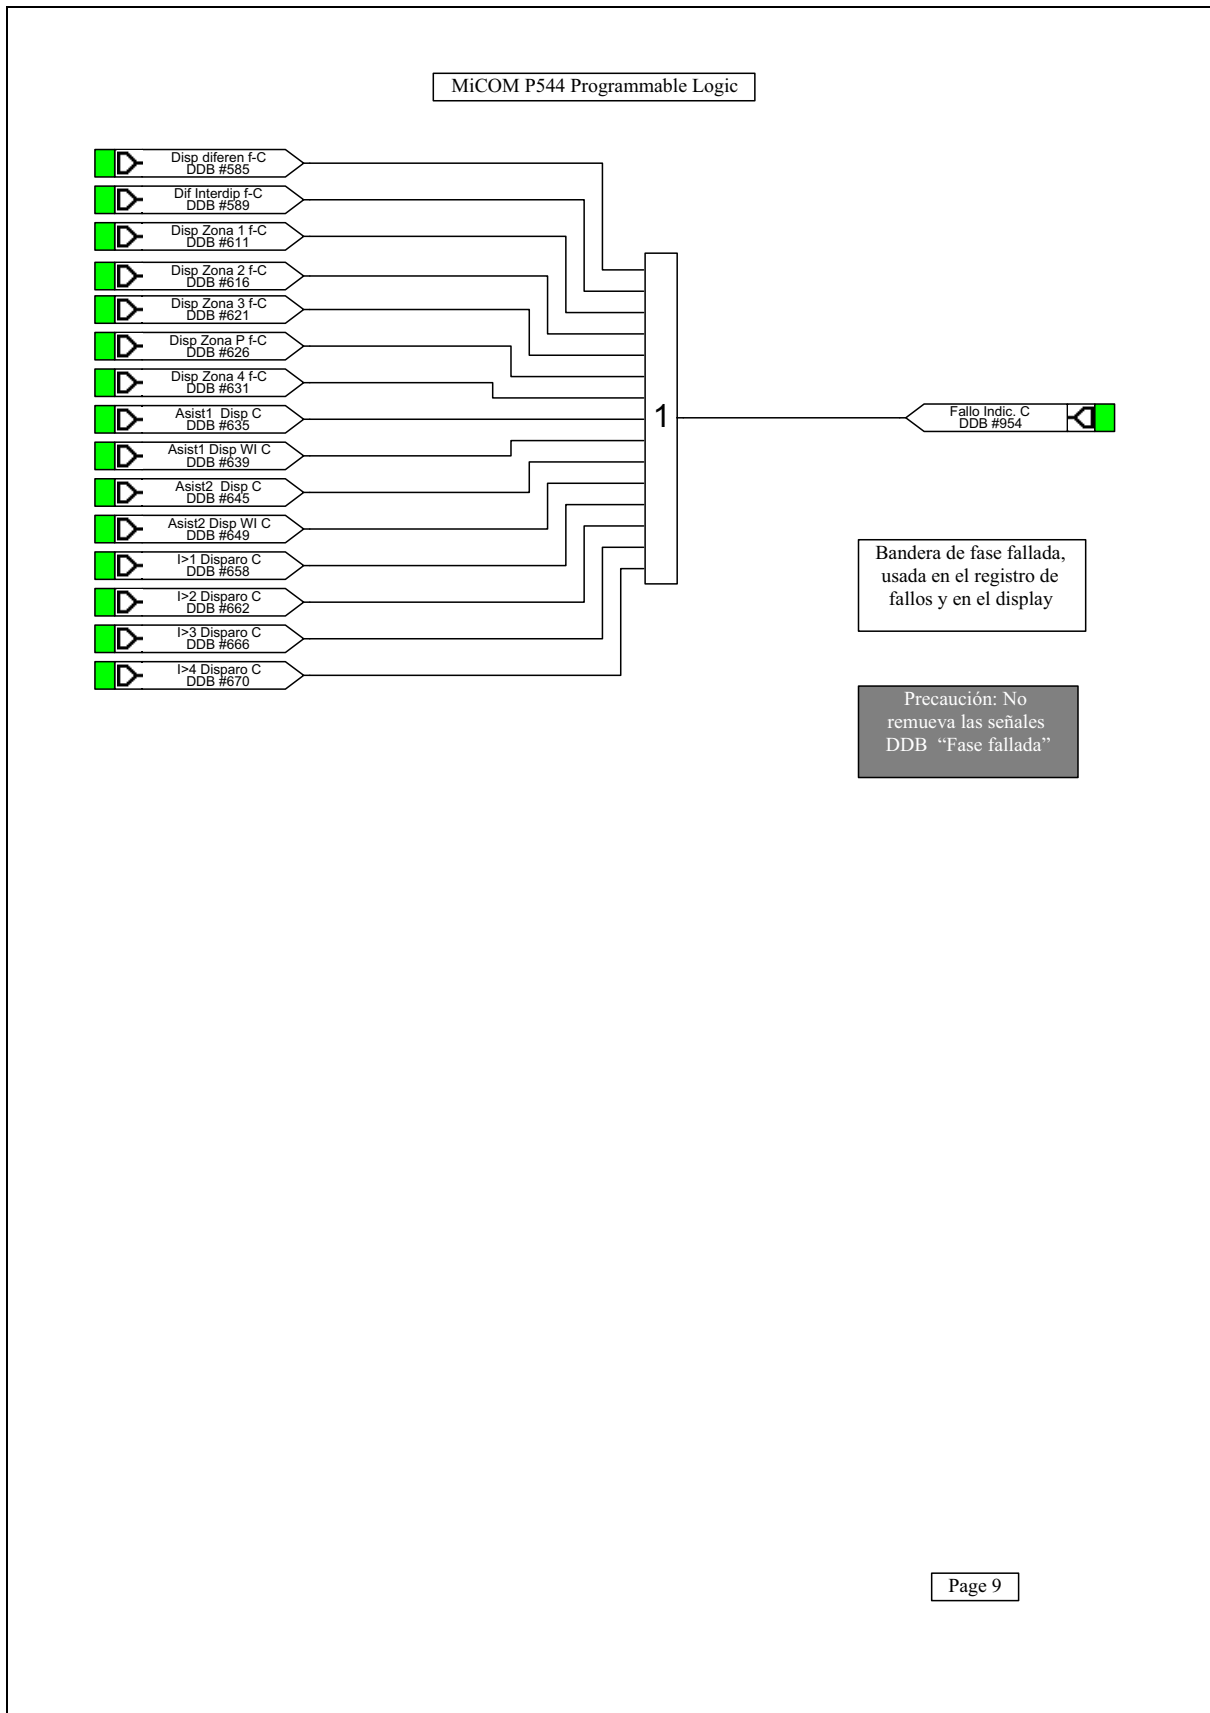 MiCOM P544 Programmable Logic
Disp diferen f-C
DDB #585
Dif Interdip f-C
DDB #589
Disp Zona 1 f-C
DDB #611
Disp Zona 2 f-C
DDB #616
Disp Zona 3 f-C
DDB #621
Disp Zona P f-C
DDB #626
Disp Zona 4 f-C
DDB #631
Asist1 Disp C
DDB #635
Asist1 Disp WI C
DDB #639
Asist2 Disp C
DDB #645
Asist2 Disp WI C
DDB #649
I>1 Disparo C
DDB #658
I>2 Disparo C
DDB #662
I>3 Disparo C
DDB #666
I>4 Disparo C
DDB #670
1
Fallo Indic. C
DDB #954
Bandera de fase fallada,
usada en el registro de
fallos y en el display
Precaución: No
remueva las señales
DDB “Fase fallada”
Page 9